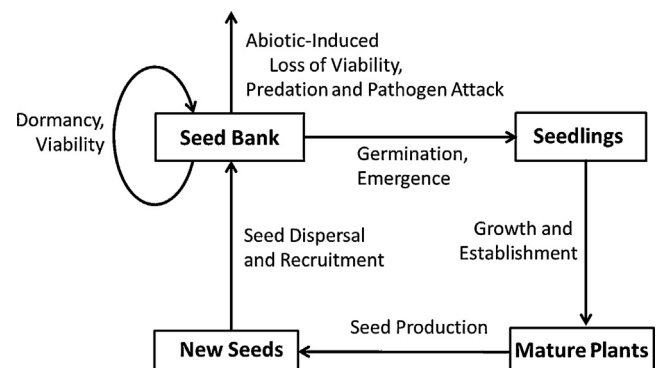 Abiotic-Induced
Loss of Viability,
Predation and Pathogen Attack
Dormancy,
Viability
Seed Bank
Seedlings
Germination,
Emergence
Seed Dispersal
and Recruitment
Growth and
Establishment
Seed Production
New Seeds
Mature Plants